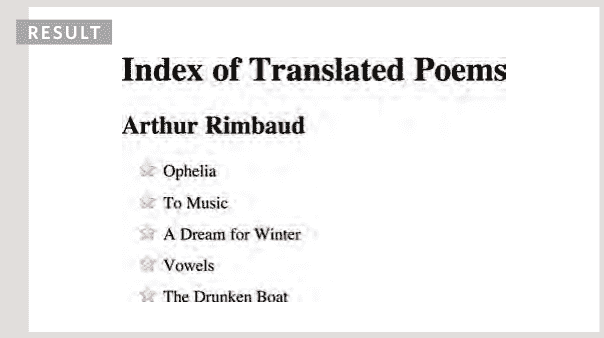 RESULT
Index of Translated Poems
Arthur Rimbaud
Ophelia
To Music
A Dream for Winter
Vowels
The Drunken Boat